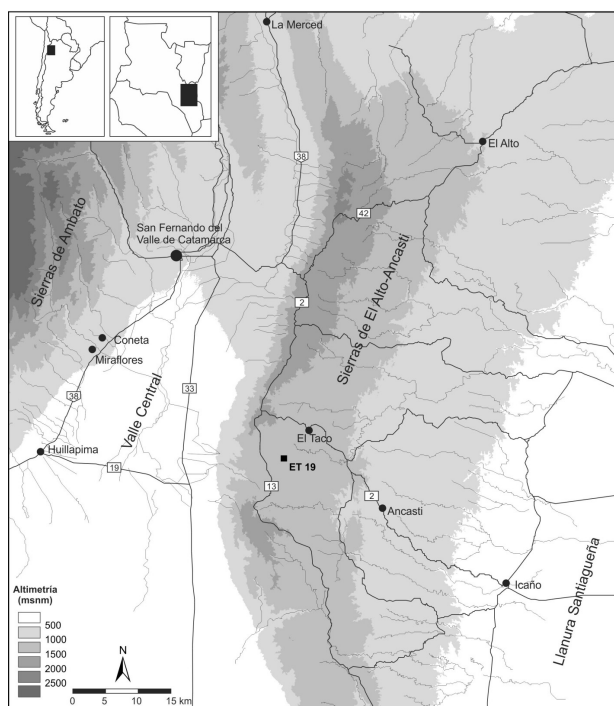 La Merced
38
El Alto
42
San Fernando del
Valle de Catamarca
Sierras de Ambato
2
Sierras de El Alto-Ancasti
Coneta
Miraflores
38
33
Valle Central
El Taco
Huillapima
19
ET 19
13
2
Ancasti
Icaño
Llanura Santiagueña
Altimetría
(msnm)
500
1000
1500
2000
2500
N
0 5 10 15 km